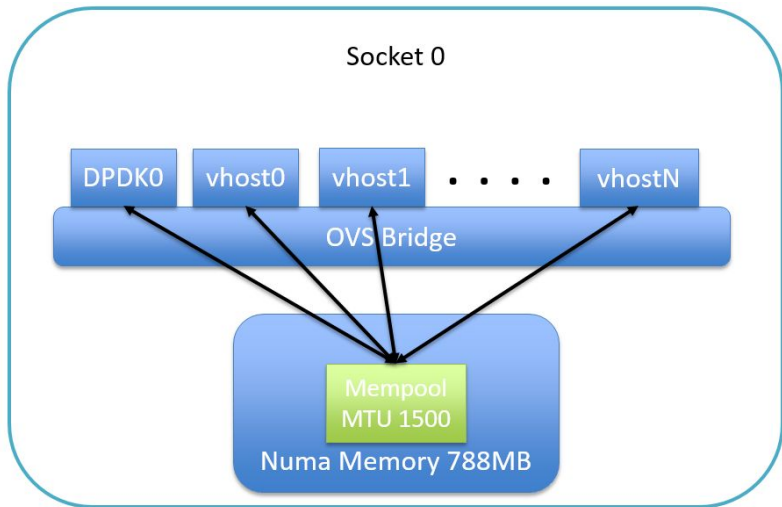 Socket 0
DPDK0 vhost0 vhost1 . . . . vhostN
OVS Bridge
Mempool
MTU 1500
Numa Memory 788MB